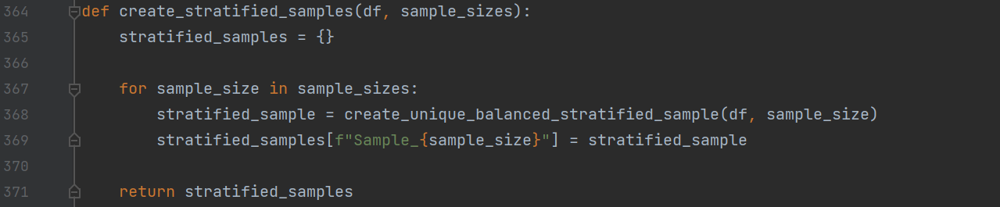 364 def create_stratified_samples(df, sample_sizes):
365     stratified_samples = {}
366
367     for sample_size in sample_sizes:
368         stratified_sample = create_unique_balanced_stratified_sample(df, sample_size)
369         stratified_samples[f"Sample_{sample_size}"] = stratified_sample
370
371     return stratified_samples